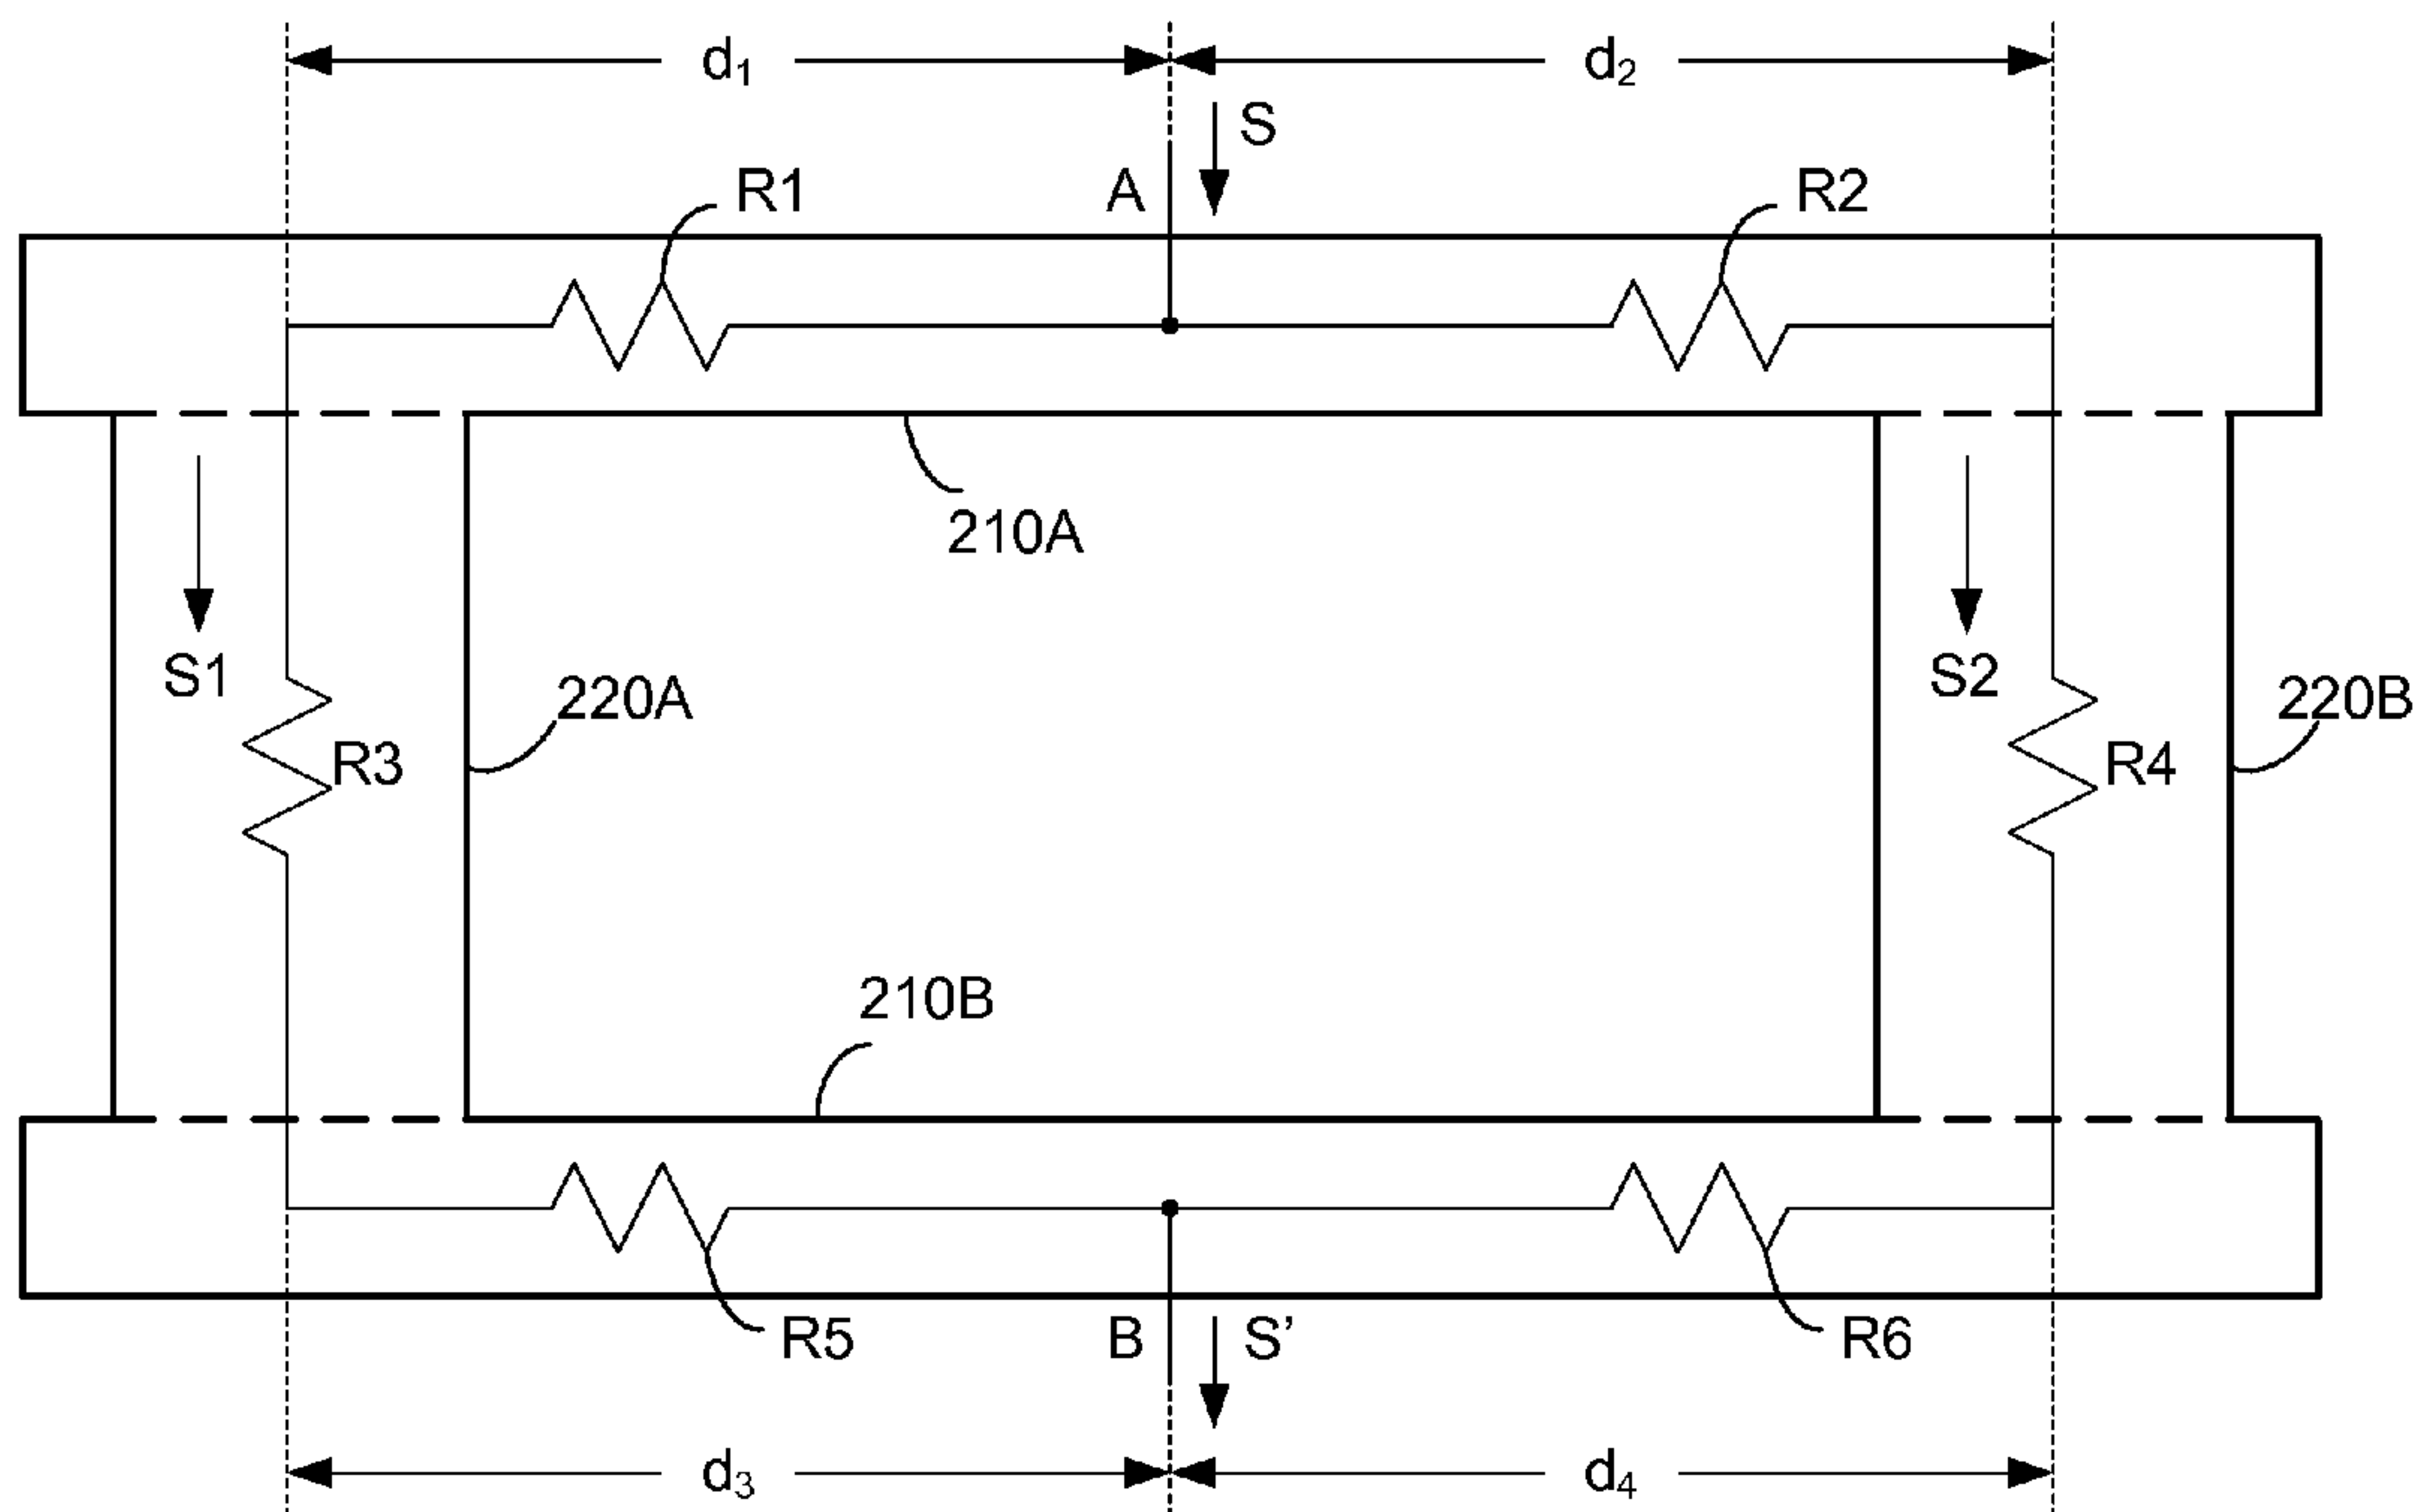 d₁
d₂
S
A
R1
R2
210A
S1
S2
220A
220B
R3
R4
210B
R5
B
S’
R6
d₃
d₄